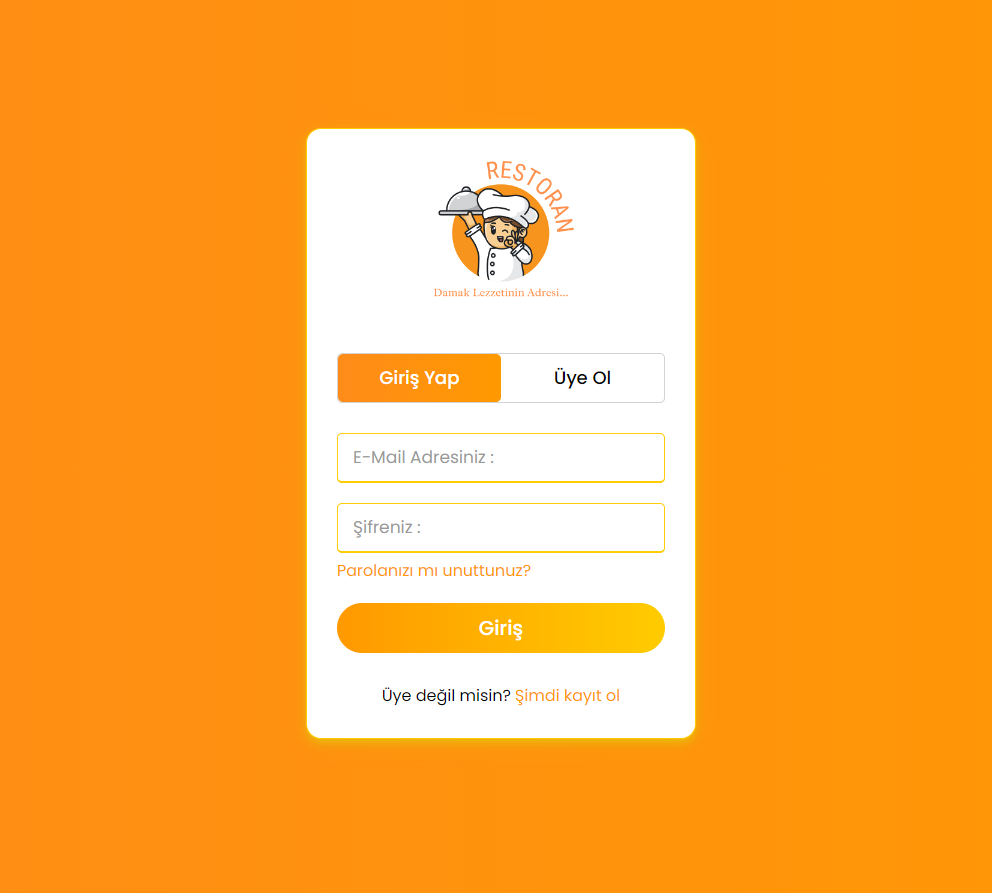 RESTORAN
Damak Lezzetinin Adresi...
Giriş Yap
Üye Ol
E-Mail Adresiniz :
Şifreniz :
Parolanızı mı unuttunuz?
Giriş
Üye değil misin? Şimdi kayıt ol